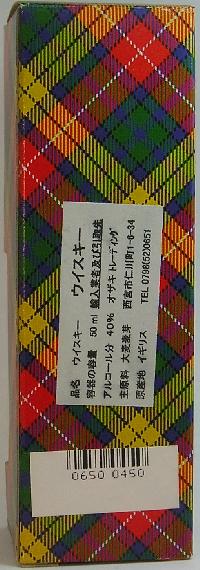 ウイスキー
品名 ウイスキー 輸入業者名及び引取先
容器の容量 50 ml オザキトレーディング
アルコール分 40% 西宮市仁川町1-6-34
主原料 大麦麦芽
原産地 イギリス TEL 0798(52)0651
0650 0450